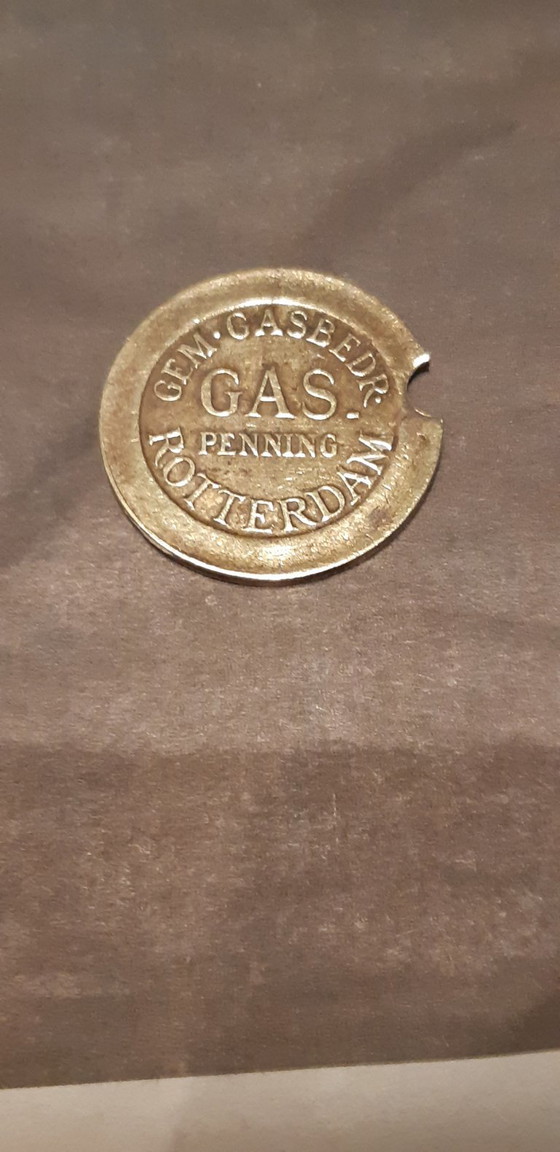 GEM·GASBEDR·
GAS.
PENNING
ROTTERDAM